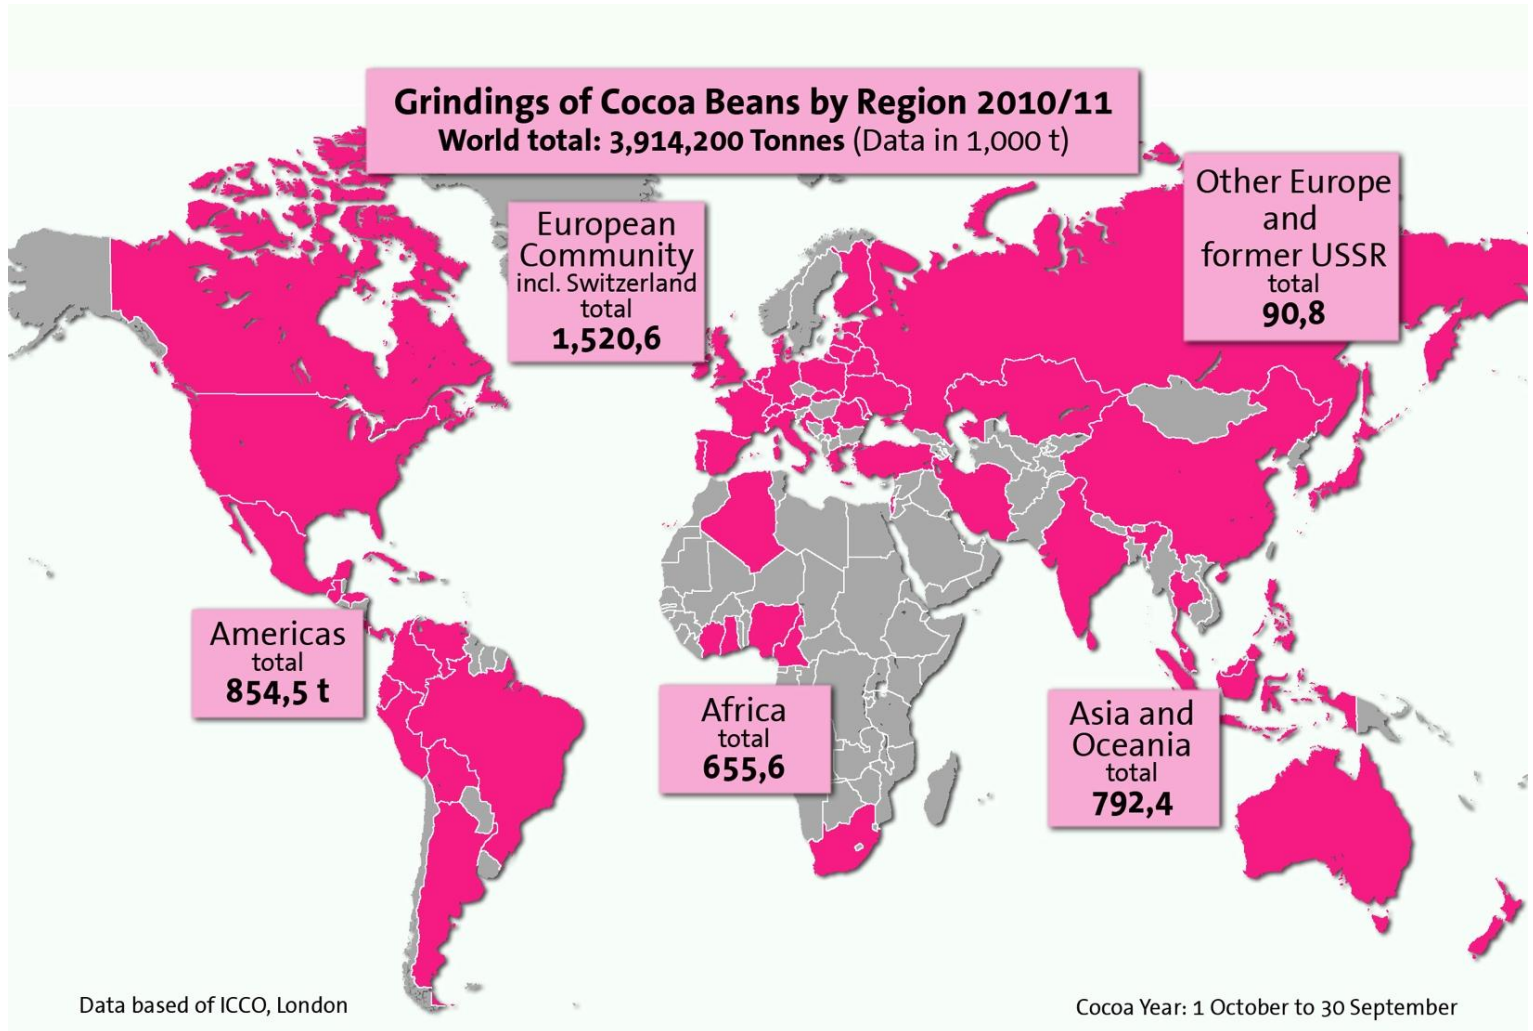 Grindings of Cocoa Beans by Region 2010/11
World total: 3,914,200 Tonnes (Data in 1,000 t)
Other Europe
and
former USSR
total
90,8
European
Community
incl. Switzerland
total
1,520,6
Americas
total
854,5 t
Africa
total
655,6
Asia and
Oceania
total
792,4
Data based of ICCO, London
Cocoa Year: 1 October to 30 September